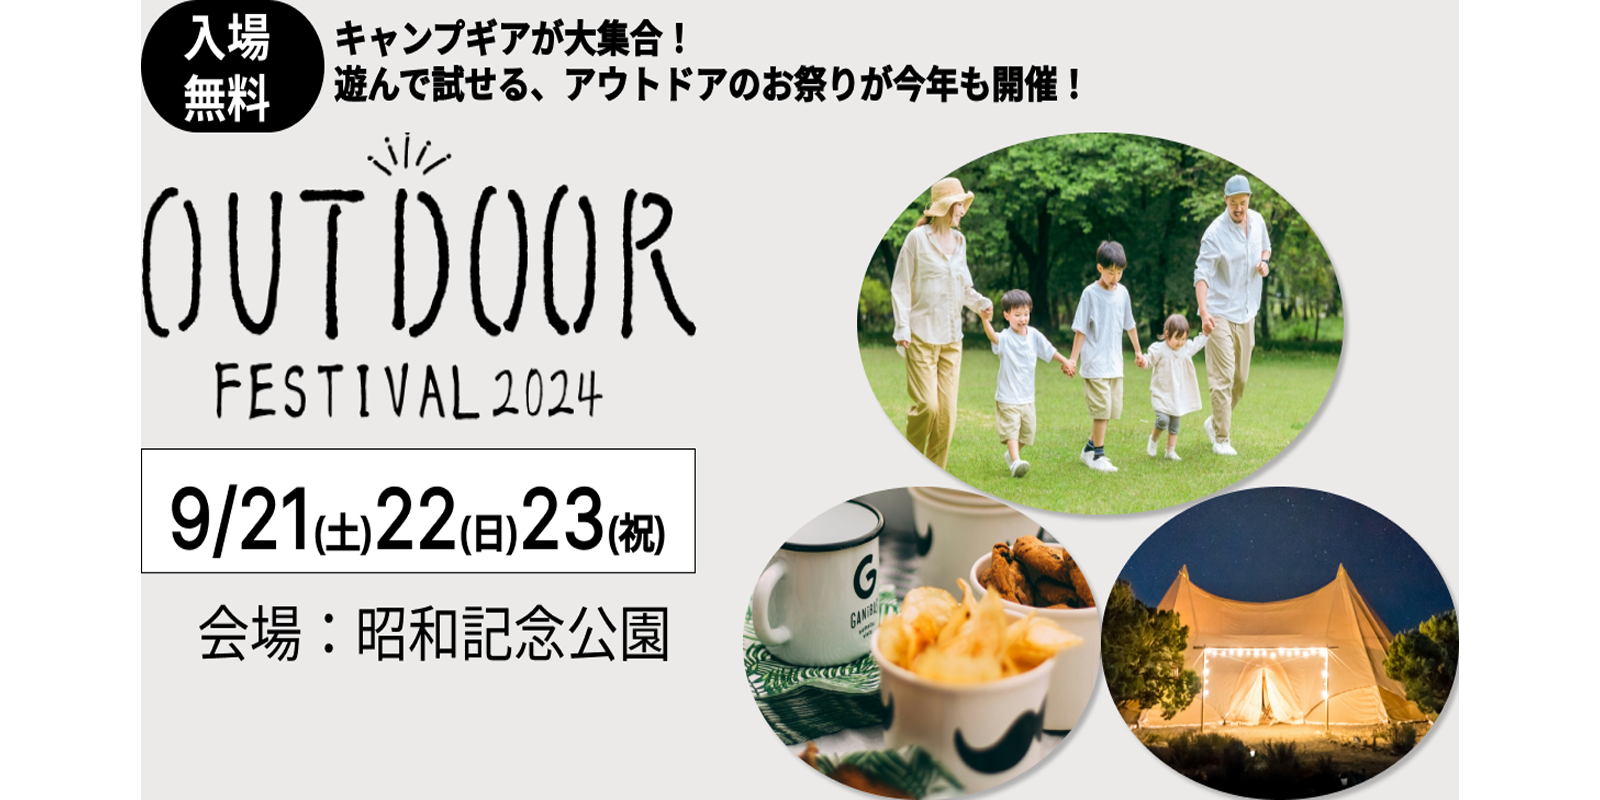 入場
無料
キャンプギアが大集合！
遊んで試せる、アウトドアのお祭りが今年も開催！
OUTDOOR
FESTIVAL 2024
9/21(土)22(日)23(祝)
会場：昭和記念公園
G